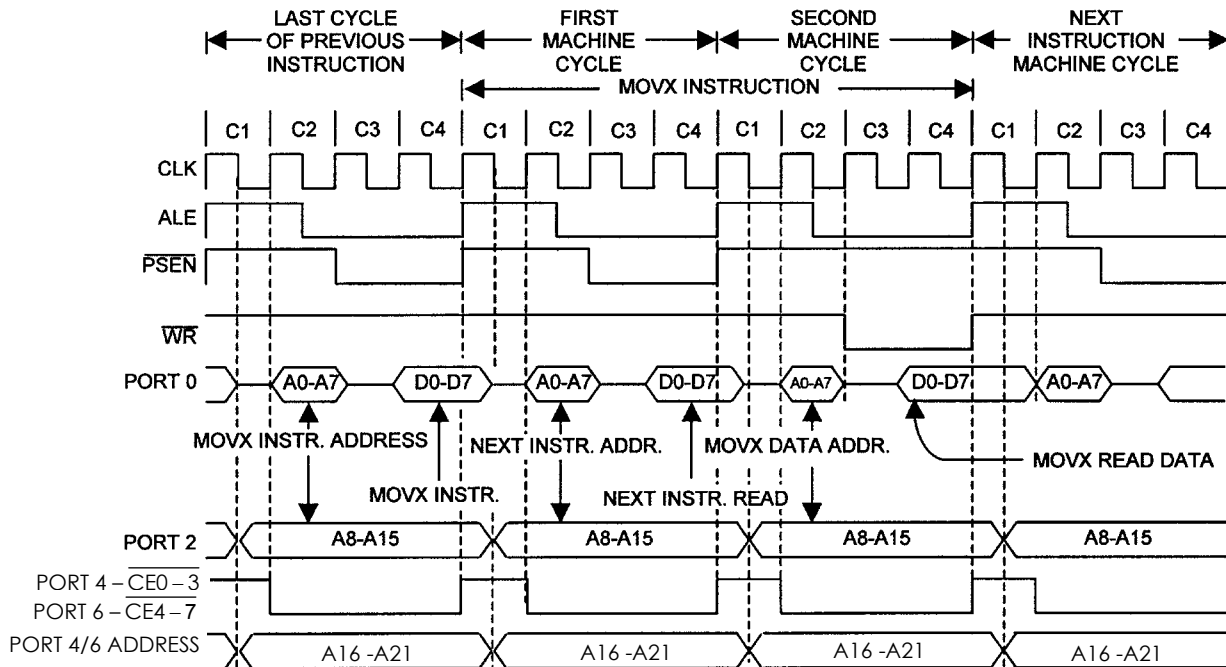 LAST CYCLE OF PREVIOUS INSTRUCTION
FIRST MACHINE CYCLE
SECOND MACHINE CYCLE
NEXT INSTRUCTION MACHINE CYCLE
MOVX INSTRUCTION
C1 C2 C3 C4 C1 C2 C3 C4 C1 C2 C3 C4 C1 C2 C3 C4
CLK
ALE
PSEN
WR
PORT 0 A0-A7 D0-D7 A0-A7 D0-D7 A0-A7 D0-D7 A0-A7
MOVX INSTR. ADDRESS NEXT INSTR. ADDR. MOVX DATA ADDR.
MOVX READ DATA
MOVX INSTR. NEXT INSTR. READ
PORT 2 A8-A15 A8-A15 A8-A15 A8-A15
PORT 4 – CE0 – 3
PORT 6 – CE4 – 7
PORT 4/6 ADDRESS A16 -A21 A16 -A21 A16 -A21 A16 -A21